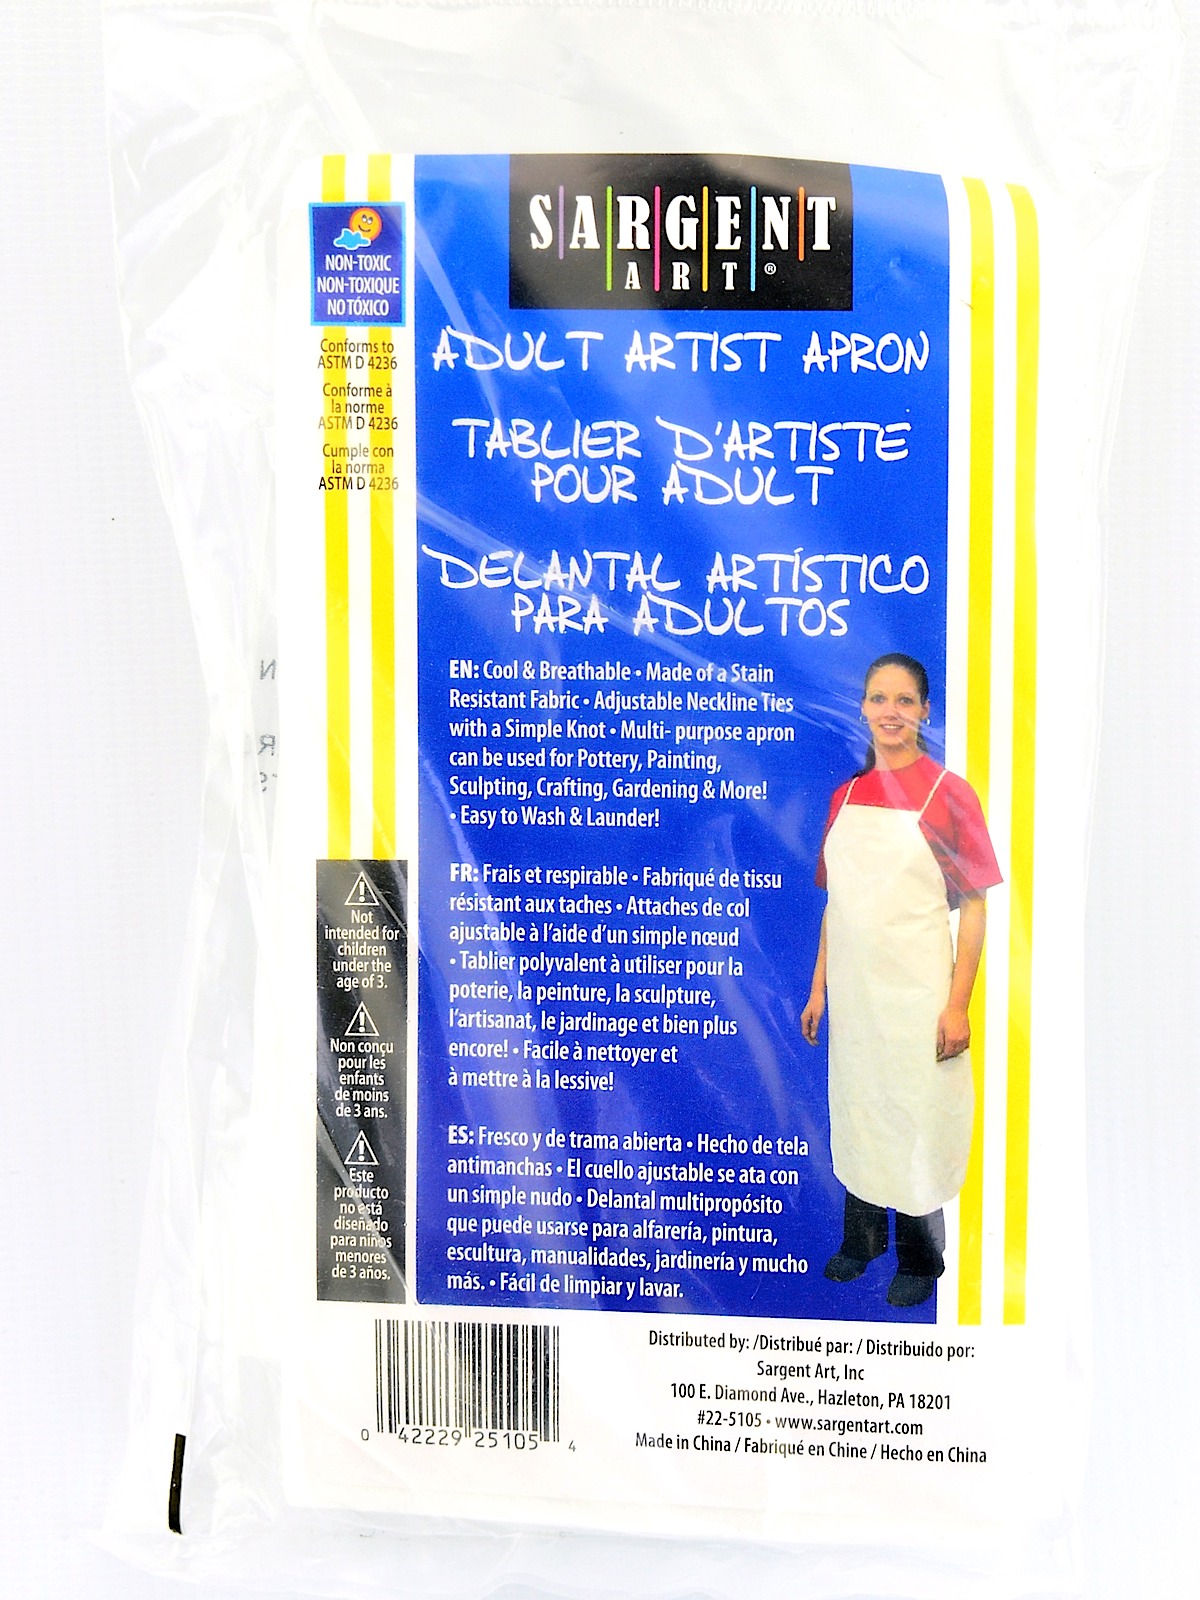 SARGENT
ART®
NON-TOXIC
NON-TOXIQUE
NO TÓXICO
Conforms to
ASTM D 4236
Conforme à
la norme
ASTM D 4236
Cumple con
la norma
ASTM D 4236
ADULT ARTIST APRON
TABLIER D'ARTISTE
POUR ADULT
DELANTAL ARTÍSTICO
PARA ADULTOS
EN: Cool & Breathable • Made of a Stain
Resistant Fabric • Adjustable Neckline Ties
with a Simple Knot • Multi- purpose apron
can be used for Pottery, Painting,
Sculpting, Crafting, Gardening & More!
• Easy to Wash & Launder!
FR: Frais et respirable • Fabriqué de tissu
résistant aux taches • Attaches de col
ajustable à l'aide d'un simple nœud
• Tablier polyvalent à utiliser pour la
poterie, la peinture, la sculpture,
l'artisanat, le jardinage et bien plus
encore! • Facile à nettoyer et
à mettre à la lessive!
ES: Fresco y de trama abierta • Hecho de tela
antimanchas • El cuello ajustable se ata con
un simple nudo • Delantal multipropósito
que puede usarse para alfarería, pintura,
escultura, manualidades, jardinería y mucho
más. • Fácil de limpiar y lavar.
Not
intended for
children
under the
age of 3.
Non conçu
pour les
enfants
de moins
de 3 ans.
Este
producto
no está
diseñado
para niños
menores
de 3 años.
0 42229 25105 4
Distributed by: /Distribué par: / Distribuido por:
Sargent Art, Inc
100 E. Diamond Ave., Hazleton, PA 18201
#22-5105 • www.sargentart.com
Made in China / Fabriqué en Chine / Hecho en China